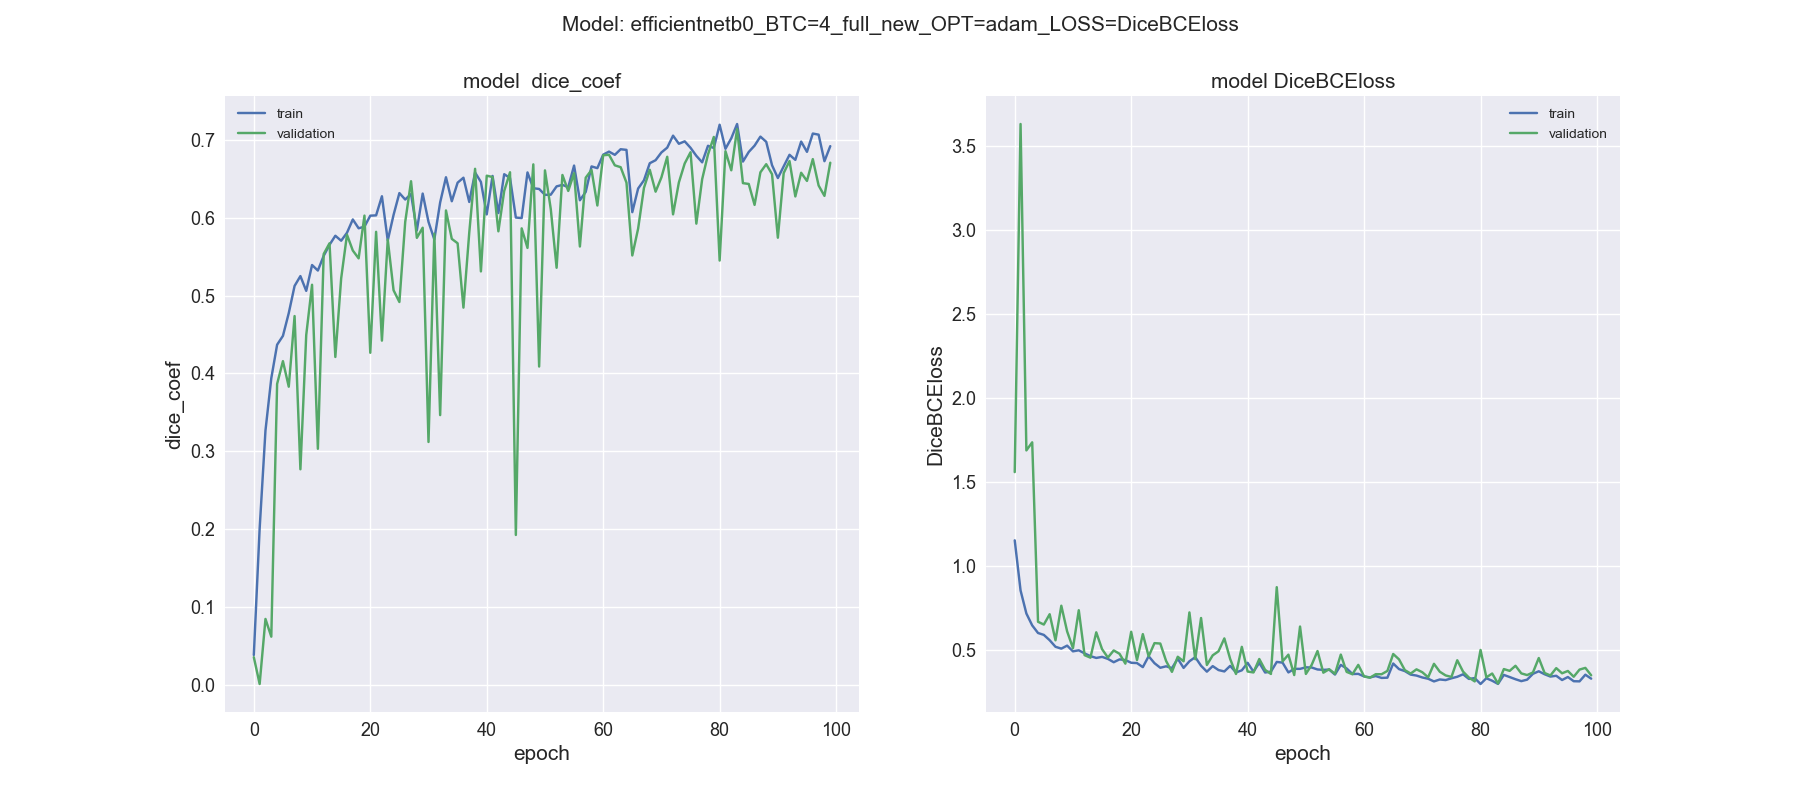 Model: efficientnetb0_BTC=4_full_new_OPT=adam_LOSS=DiceBCEloss
model  dice_coef
train
validation
0.7
0.6
0.5
0.4
0.3
0.2
0.1
0.0
dice_coef
0
20
40
60
80
100
epoch
model DiceBCEloss
train
validation
3.5
3.0
2.5
2.0
1.5
1.0
0.5
DiceBCEloss
0
20
40
60
80
100
epoch